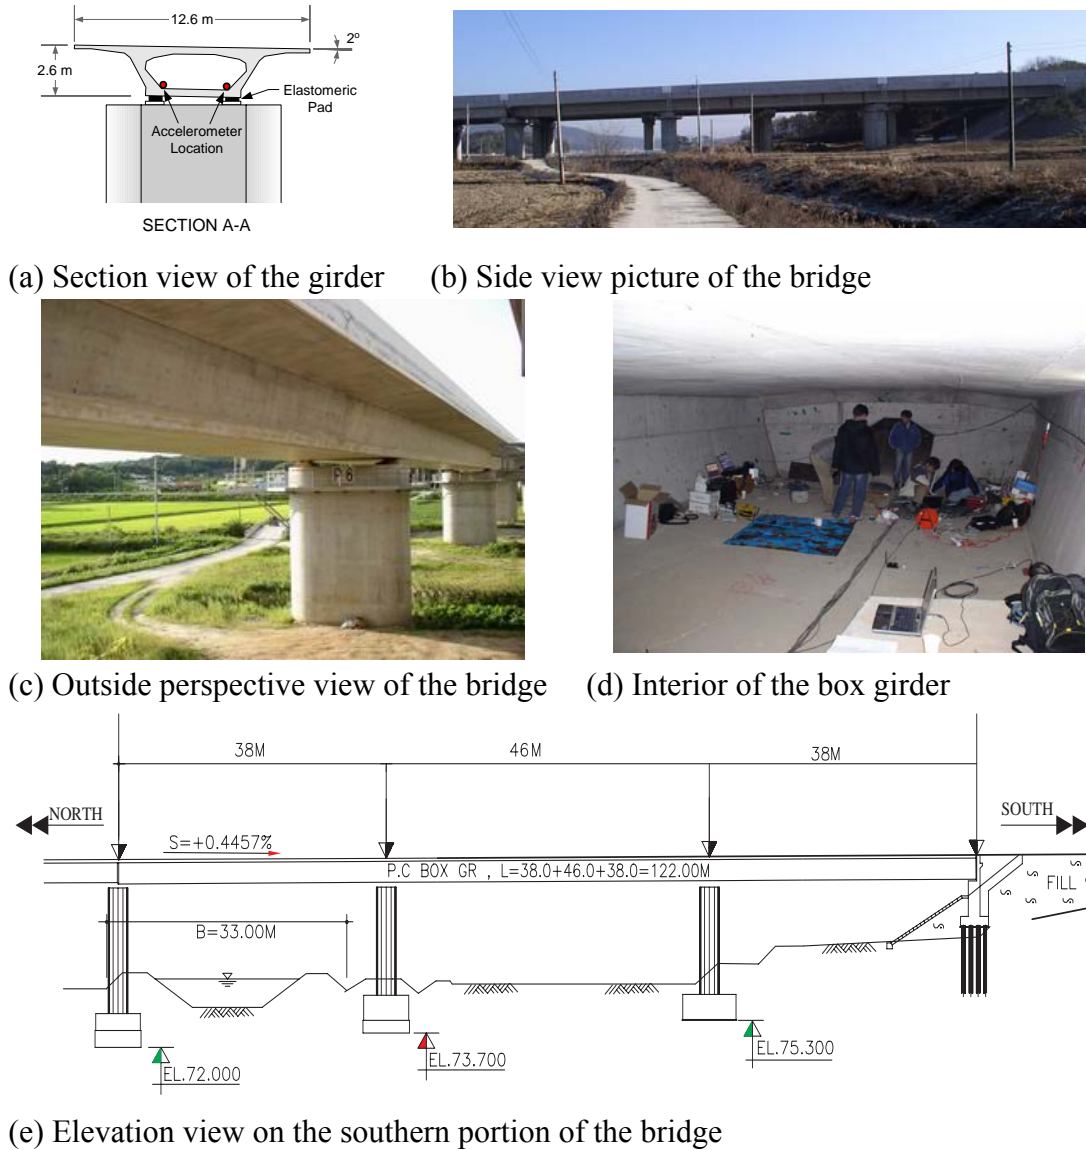 12.6 m
2º
2.6 m
Elastomeric
Pad
Accelerometer
Location
SECTION A-A
(a) Section view of the girder
(b) Side view picture of the bridge
(c) Outside perspective view of the bridge
(d) Interior of the box girder
38M
46M
38M
NORTH
SOUTH
S=+0.4457%
P.C BOX GR , L=38.0+46.0+38.0=122.00M
FILL
B=33.00M
EL.72.000
EL.73.700
EL.75.300
(e) Elevation view on the southern portion of the bridge